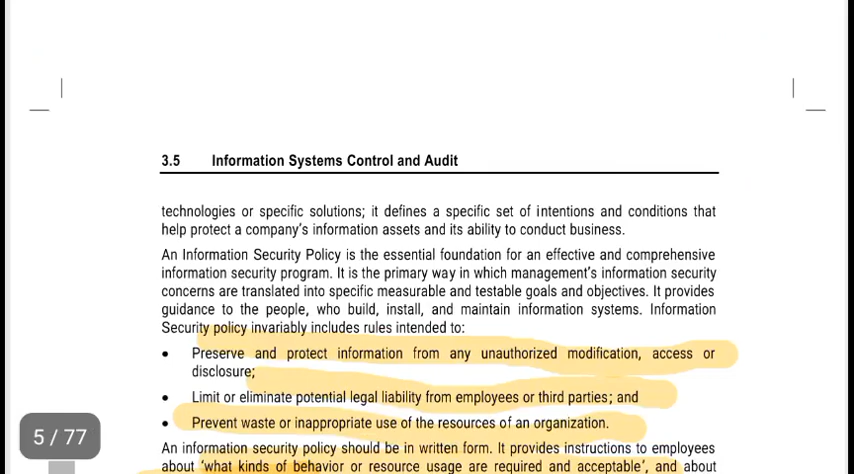 3.5 Information Systems Control and Audit
technologies or specific solutions; it defines a specific set of intentions and conditions that
help protect a company's information assets and its ability to conduct business.
An Information Security Policy is the essential foundation for an effective and comprehensive
information security program. It is the primary way in which management's information security
concerns are translated into specific measurable and testable goals and objectives. It provides
guidance to the people, who build, install, and maintain information systems. Information
Security policy invariably includes rules intended to:
• Preserve and protect information from any unauthorized modification, access or
disclosure;
• Limit or eliminate potential legal liability from employees or third parties; and
• Prevent waste or inappropriate use of the resources of an organization.
An information security policy should be in written form. It provides instructions to employees
about 'what kinds of behavior or resource usage are required and acceptable', and about
5 / 77